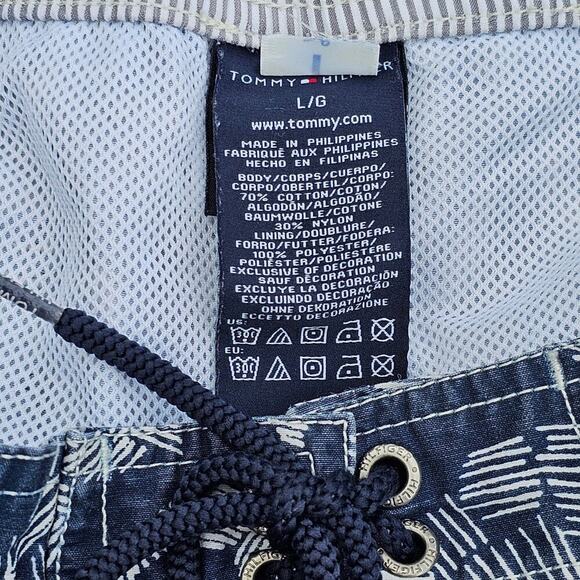 TOMMY HILFIGER
L/G
www.tommy.com
MADE IN PHILIPPINES
FABRIQUÉ AUX PHILIPPINES
HECHO EN FILIPINAS
BODY/CORPS/CUERPO/
CORPO/OBERTEIL/CORPO:
70% COTTON/COTON/
ALGODÓN/ALGODÃO/
BAUMWOLLE/COTONE
30% NYLON
LINING/DOUBLURE/
FORRO/FUTTER/FODERA:
100% POLYESTER/
POLIÉSTER/POLIESTERE
EXCLUSIVE OF DECORATION
SAUF DÉCORATION
EXCLUYE LA DECORACIÓN
EXCLUINDO DECORAÇÃO
OHNE DEKORATION
ECCETTO DECORAZIONE
US:
EU:
HILFIGER
HILFIGER